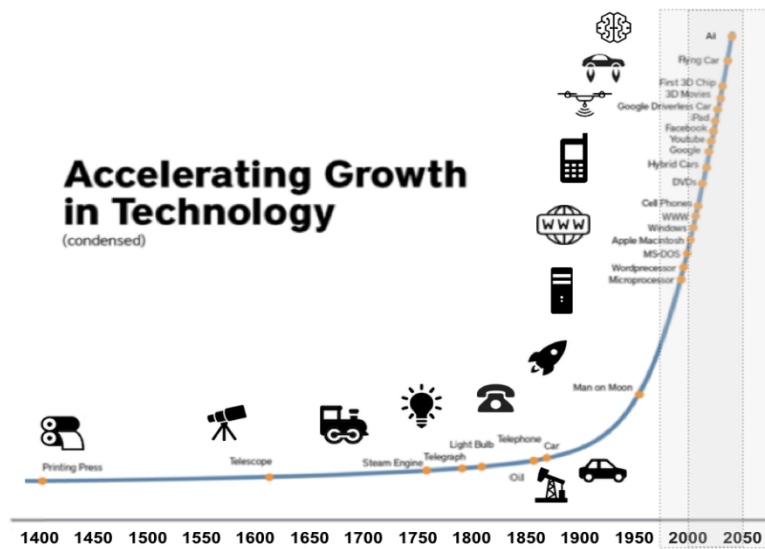 Accelerating Growth
in Technology
(condensed)
AI
Flying Car
First 3D Chip
3D Movies
Google Driverless Car
iPad
Facebook
Youtube
Google
Hybrid Cars
DVDs
Cell Phones
WWW
WWW
Windows
Apple Macintosh
MS-DOS
Wordprecessor
Microprocessor
Man on Moon
Car
Telephone
Light Bulb
Telegraph
Steam Engine
Telescope
Printing Press
Oil
1400 1450 1500 1550 1600 1650 1700 1750 1800 1850 1900 1950 2000 2050